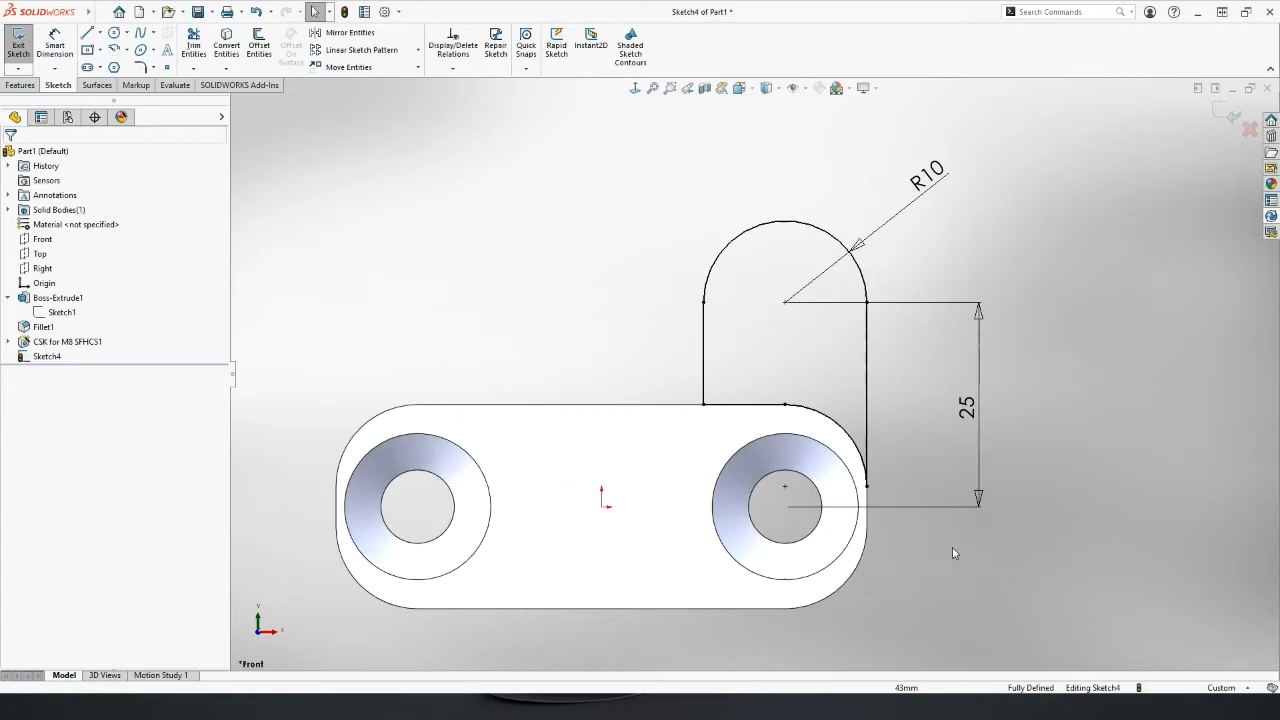 SOLIDWORKS
Sketch4 of Part1 *
Search Commands
Exit Sketch
Smart Dimension
Trim Entities
Convert Entities
Offset Entities
Offset On Surface
Mirror Entities
Linear Sketch Pattern
Move Entities
Display/Delete Relations
Repair Sketch
Quick Snaps
Rapid Sketch
Instant2D
Shaded Sketch Contours
Features
Sketch
Surfaces
Markup
Evaluate
SOLIDWORKS Add-Ins
Part1 (Default)
History
Sensors
Annotations
Solid Bodies(1)
Material <not specified>
Front
Top
Right
Origin
Boss-Extrude1
Sketch1
Fillet1
CSK for M8 SFHCS1
Sketch4
R10
25
Y
X
*Front
Model
3D Views
Motion Study 1
43mm
Fully Defined
Editing Sketch4
Custom